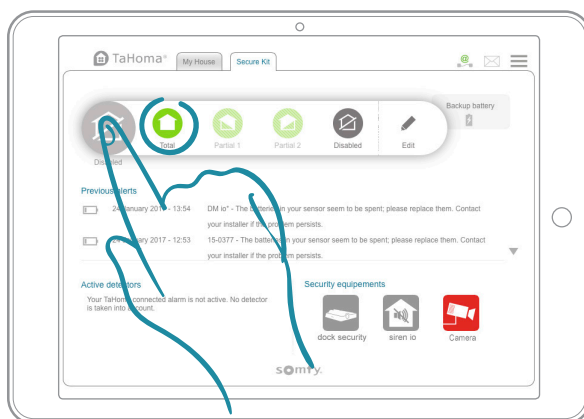 TaHoma®
My House
Secure Kit
@
Backup battery
Disabled
Total
Partial 1
Partial 2
Disabled
Edit
Previous alerts
24 January 2017 - 13:54 DM io° - The batteries in your sensor seem to be spent; please replace them. Contact
your installer if the problem persists.
24 January 2017 - 12:53 15-0377 - The batteries in your sensor seem to be spent; please replace them. Contact
your installer if the problem persists.
Active detectors
Your TaHoma connected alarm is not active. No detector
is taken into account.
Security equipements
dock security
siren io
Camera
somfy.